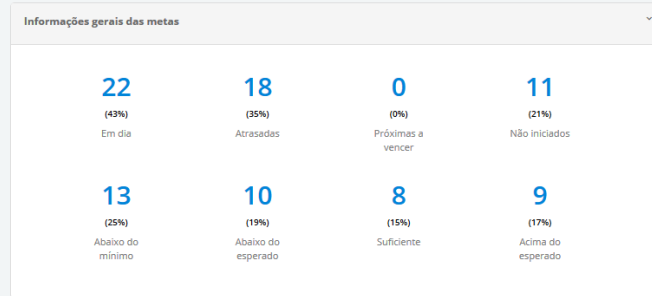 Informações gerais das metas
22 18 0 11
(43%) (35%) (0%) (21%)
Em dia Atrasadas Próximas a vencer Não iniciados
13 10 8 9
(25%) (19%) (15%) (17%)
Abaixo do mínimo Abaixo do esperado Suficiente Acima do esperado